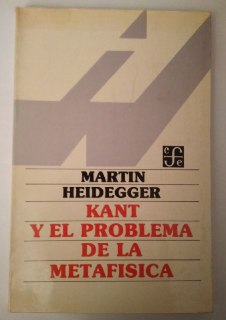 MARTIN
HEIDEGGER
KANT
Y EL PROBLEMA
DE LA
METAFISICA